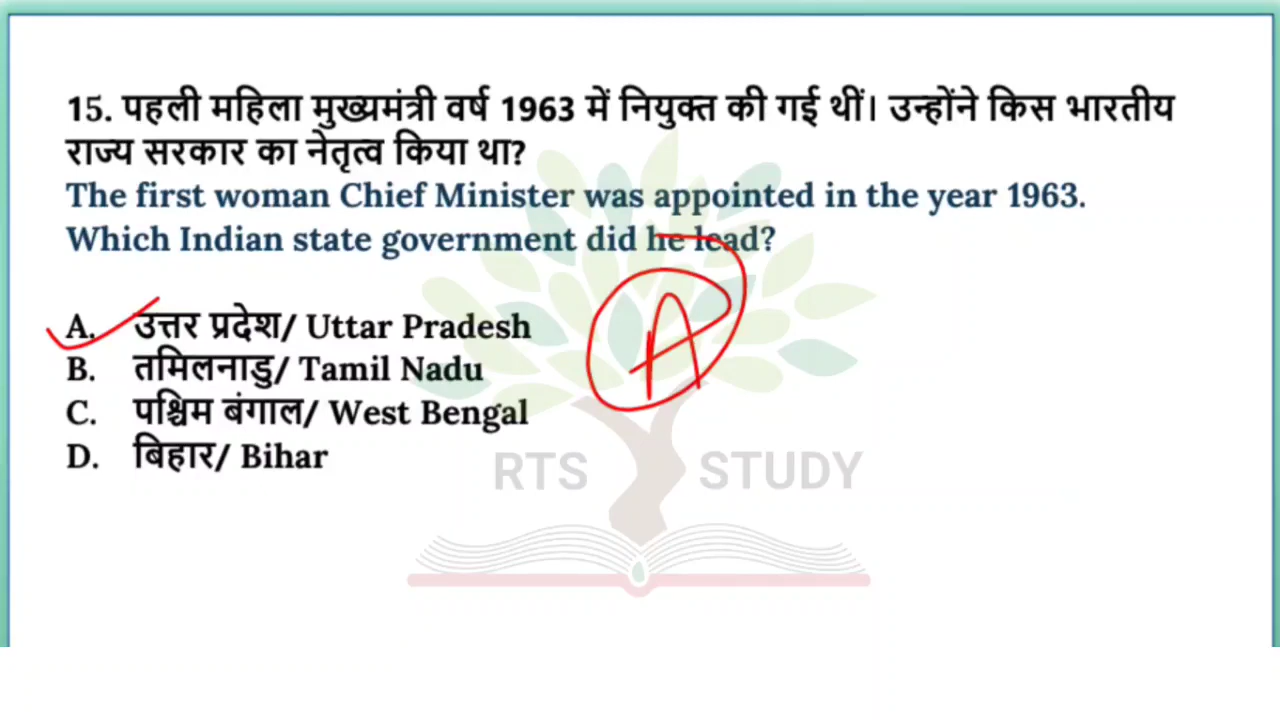 15. पहली महिला मुख्यमंत्री वर्ष 1963 में नियुक्त की गई थीं। उन्होंने किस भारतीय
राज्य सरकार का नेतृत्व किया था?
The first woman Chief Minister was appointed in the year 1963.
Which Indian state government did he lead?
A. उत्तर प्रदेश/ Uttar Pradesh
B. तमिलनाडु/ Tamil Nadu
C. पश्चिम बंगाल/ West Bengal
D. बिहार/ Bihar
A
RTS STUDY